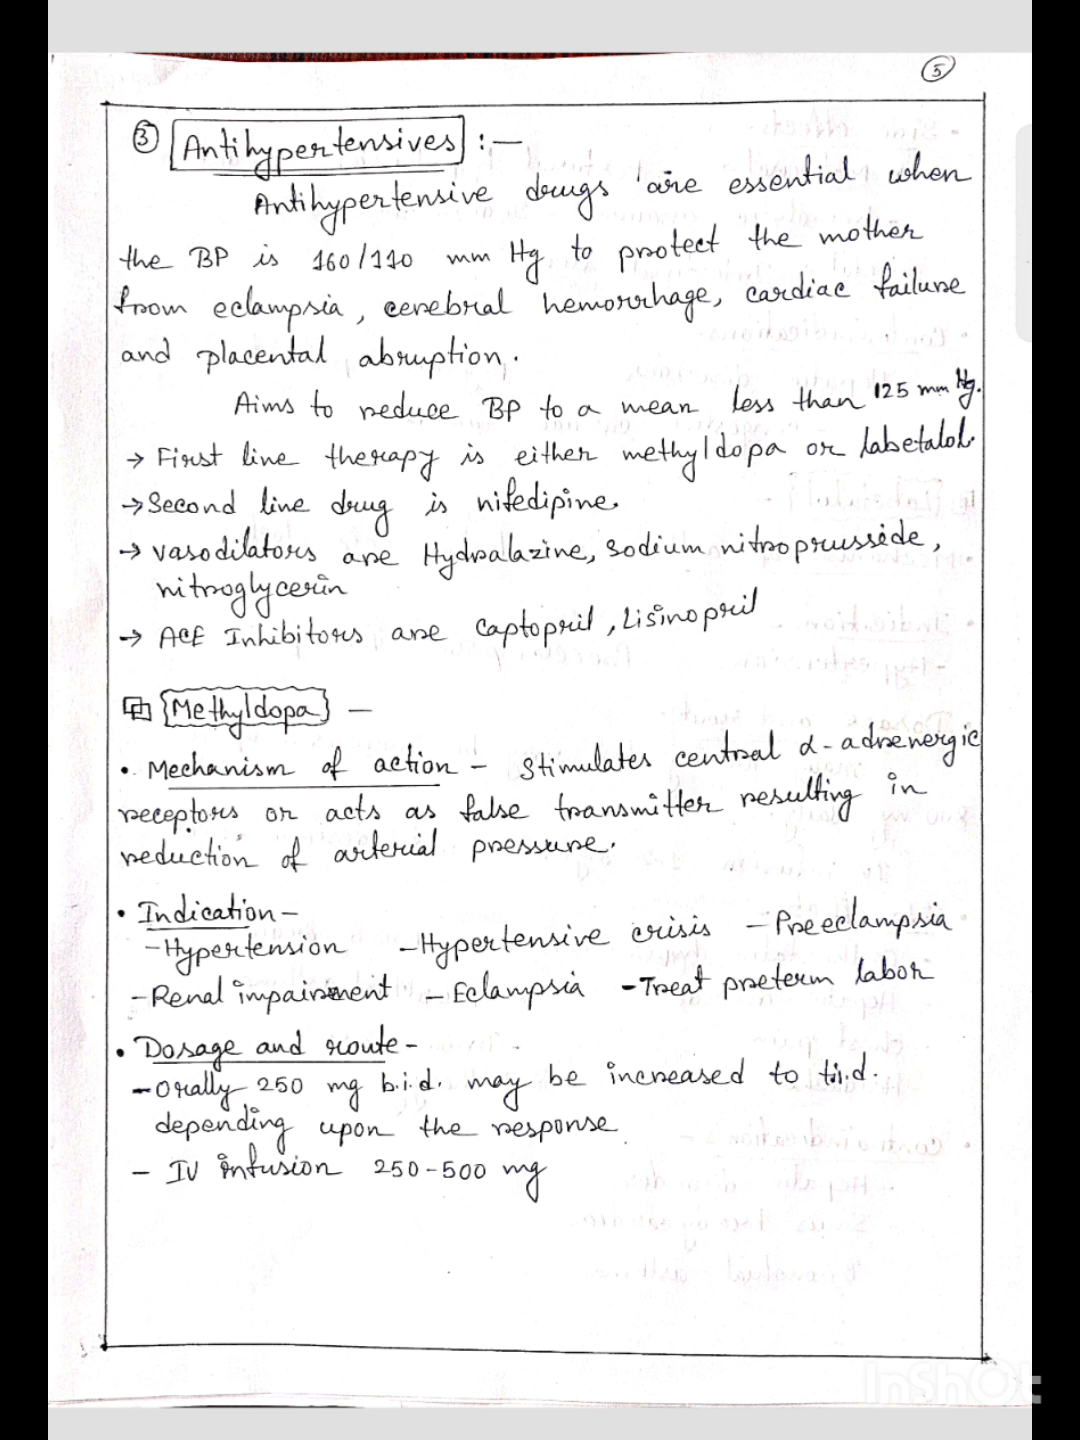 5
③ Antihypertensives :—
Antihypertensive drugs are essential when
the BP is 160/110 mm Hg to protect the mother
from eclampsia, cerebral hemorrhage, cardiac failure
and placental abruption.
Aims to reduce BP to a mean less than 125 mm Hg.
→ First line therapy is either methyldopa or labetalol.
→ Second line drug is nifedipine.
→ vasodilators are Hydralazine, sodium nitroprusside,
nitroglycerin
→ ACE Inhibitors are captopril, Lisinopril
Methyldopa —
• Mechanism of action - Stimulates central α-adrenergic
receptors or acts as false transmitter resulting in
reduction of arterial pressure.
• Indication -
- Hypertension - Hypertensive crisis - Preeclampsia
- Renal impairment - Eclampsia - Treat preterm labor
• Dosage and route -
- Orally 250 mg b.i.d. may be increased to t.i.d.
depending upon the response
- IV infusion 250-500 mg
InShot